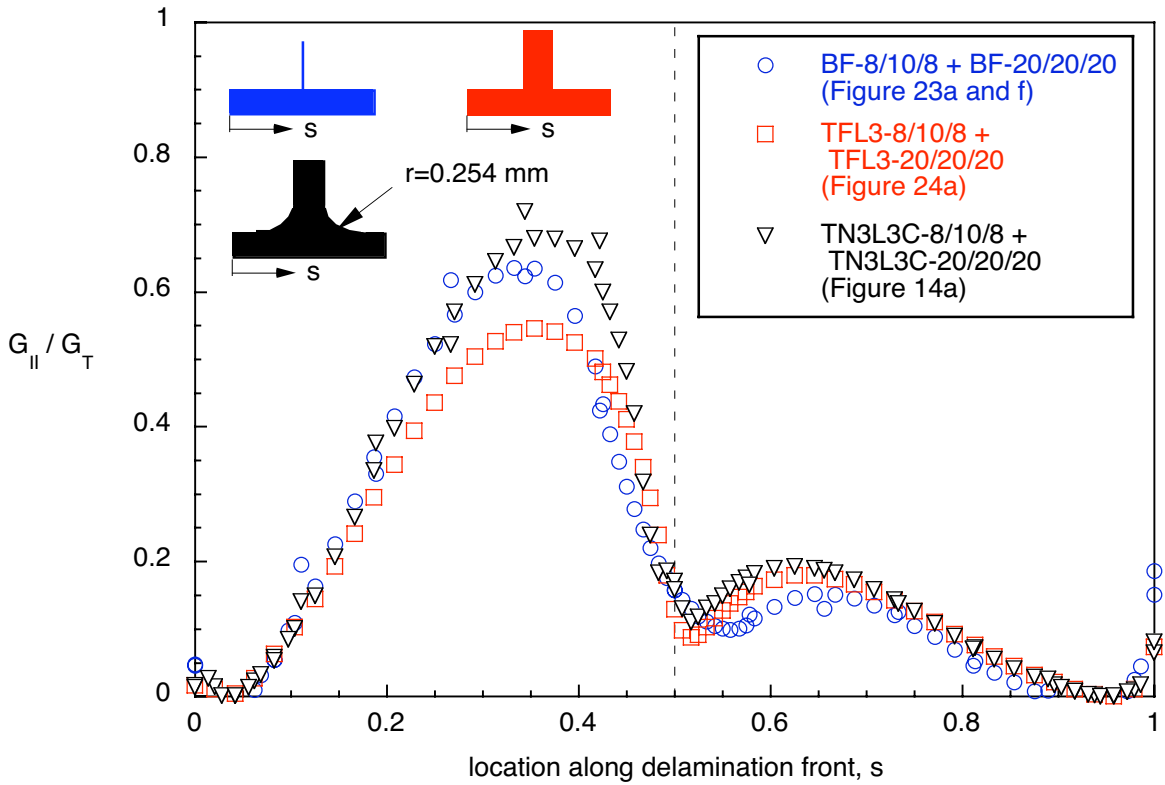 1
0.8
0.6
0.4
0.2
0
G_II / G_T
0
0.2
0.4
0.6
0.8
1
location along delamination front, s
s
s
s
r=0.254 mm
BF-8/10/8 + BF-20/20/20
(Figure 23a and f)
TFL3-8/10/8 +
TFL3-20/20/20
(Figure 24a)
TN3L3C-8/10/8 +
TN3L3C-20/20/20
(Figure 14a)